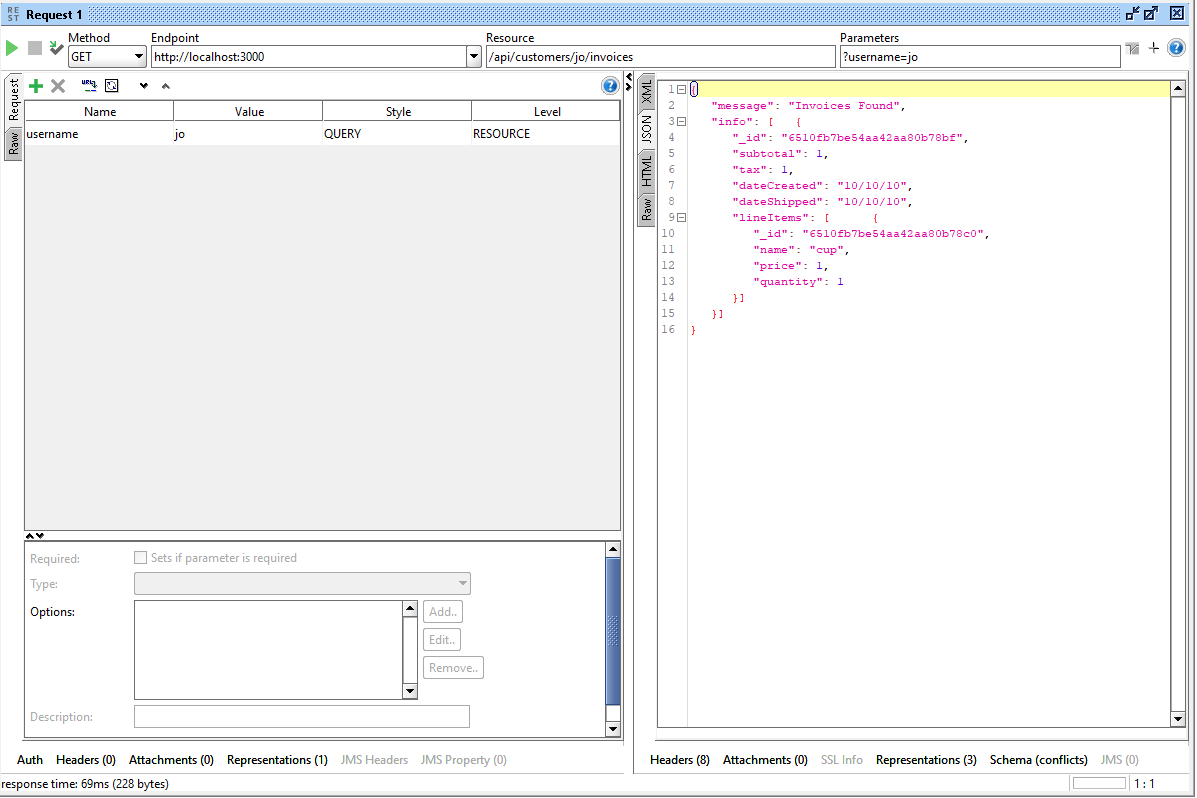 RE ST Request 1
Method Endpoint Resource Parameters
GET http://localhost:3000 /api/customers/jo/invoices ?username=jo
Request
Raw
URL
Name Value Style Level
username jo QUERY RESOURCE
Required: Sets if parameter is required
Type:
Options: Add..
Edit..
Remove..
Description:
Auth Headers (0) Attachments (0) Representations (1) JMS Headers JMS Property (0)
XML
JSON
HTML
Raw
1 {
2 "message": "Invoices Found",
3 "info": [ {
4 "_id": "6510fb7be54aa42aa80b78bf",
5 "subtotal": 1,
6 "tax": 1,
7 "dateCreated": "10/10/10",
8 "dateShipped": "10/10/10",
9 "lineItems": [ {
10 "_id": "6510fb7be54aa42aa80b78c0",
11 "name": "cup",
12 "price": 1,
13 "quantity": 1
14 }]
15 }]
16 }
Headers (8) Attachments (0) SSL Info Representations (3) Schema (conflicts) JMS (0)
response time: 69ms (228 bytes) 1 : 1